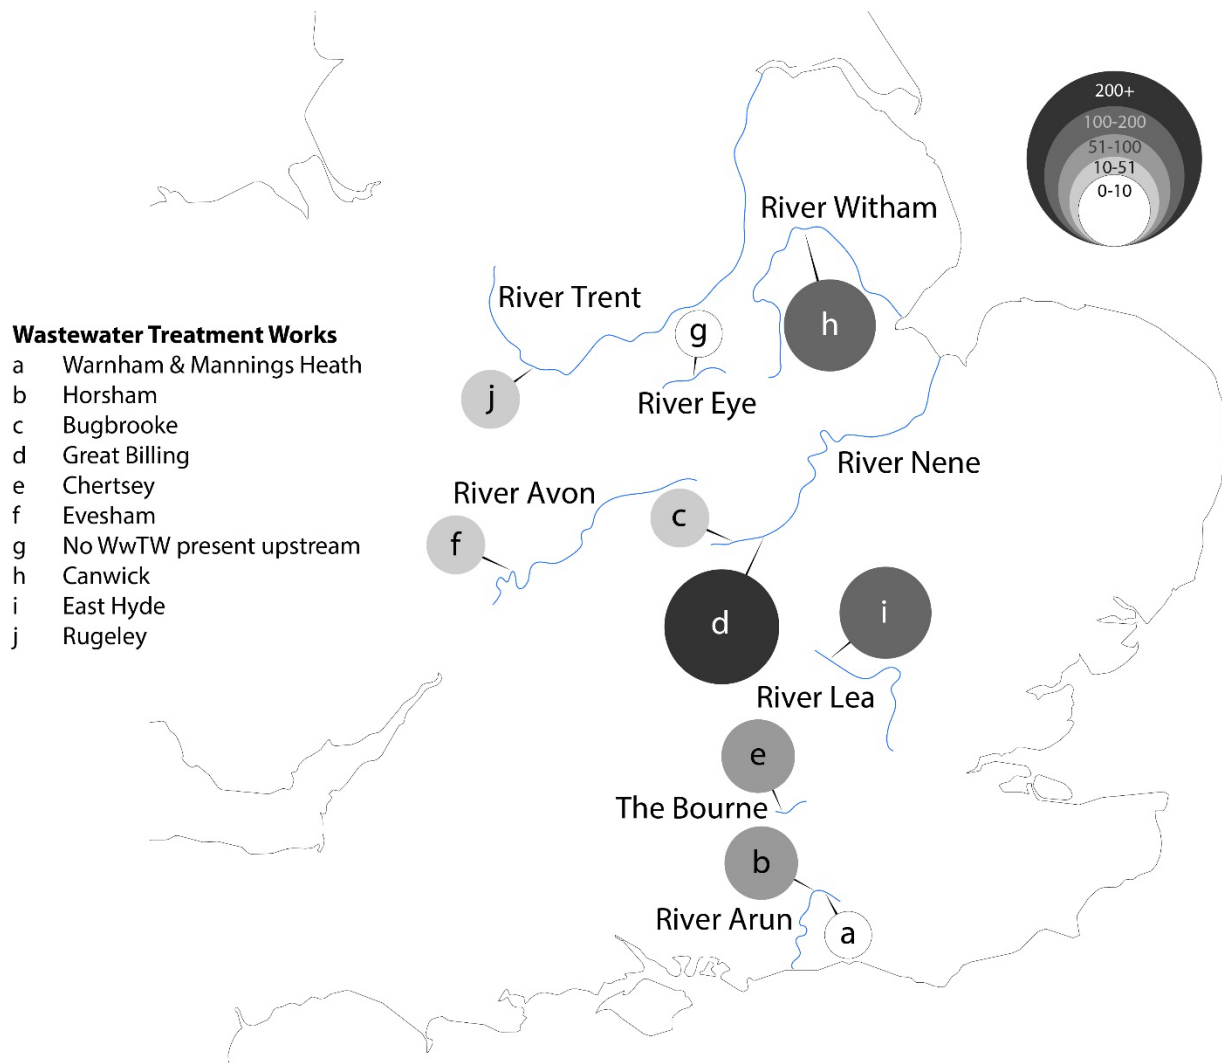 200+
100-200
51-100
10-51
0-10
River Witham
River Trent
h
g
Wastewater Treatment Works
a Warnham & Mannings Heath
b Horsham
c Bugbrooke
d Great Billing
e Chertsey
f Evesham
g No WwTW present upstream
h Canwick
i East Hyde
j Rugeley
j
River Eye
River Nene
River Avon
c
f
d
i
River Lea
e
The Bourne
b
River Arun
a